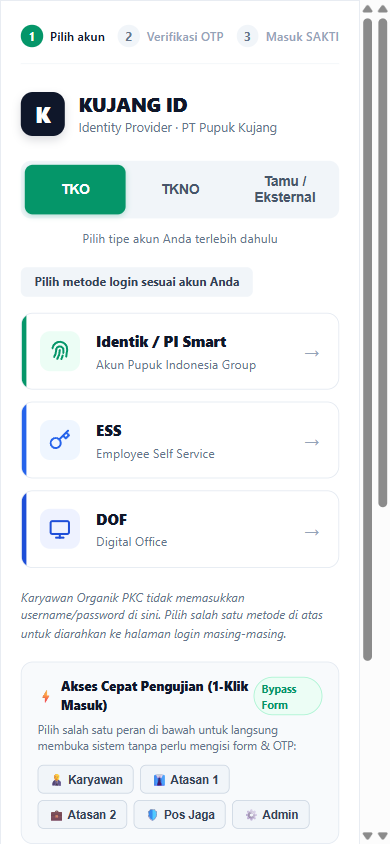 1 Pilih akun 2 Verifikasi OTP 3 Masuk SAKTI
K
KUJANG ID
Identity Provider · PT Pupuk Kujang
TKO
TKNO
Tamu /
Eksternal
Pilih tipe akun Anda terlebih dahulu
Pilih metode login sesuai akun Anda
Identik / PI Smart
Akun Pupuk Indonesia Group
→
ESS
Employee Self Service
→
DOF
Digital Office
→
Karyawan Organik PKC tidak memasukkan
username/password di sini. Pilih salah satu metode di atas
untuk diarahkan ke halaman login masing-masing.
Akses Cepat Pengujian (1-Klik
Masuk)
Bypass
Form
Pilih salah satu peran di bawah untuk langsung
membuka sistem tanpa perlu mengisi form & OTP:
Karyawan
Atasan 1
Atasan 2
Pos Jaga
Admin